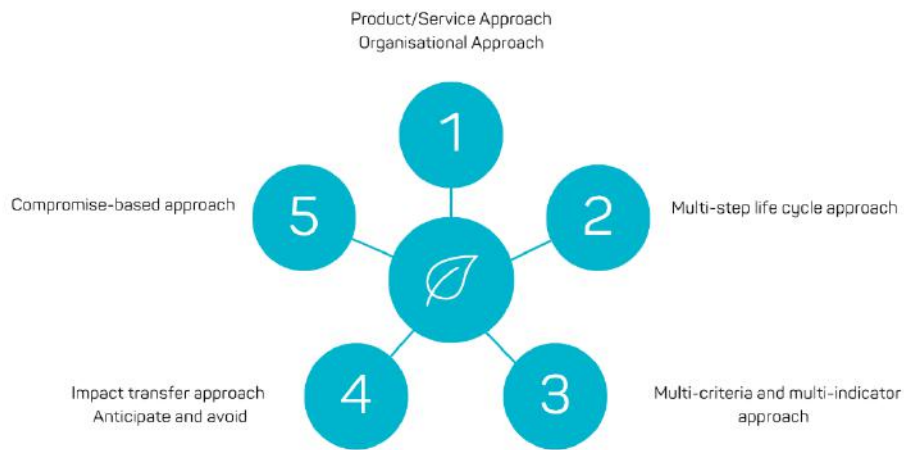 Product/Service Approach
Organisational Approach
1
Compromise-based approach
5
2
Multi-step life cycle approach
Impact transfer approach
Anticipate and avoid
4
3
Multi-criteria and multi-indicator
approach